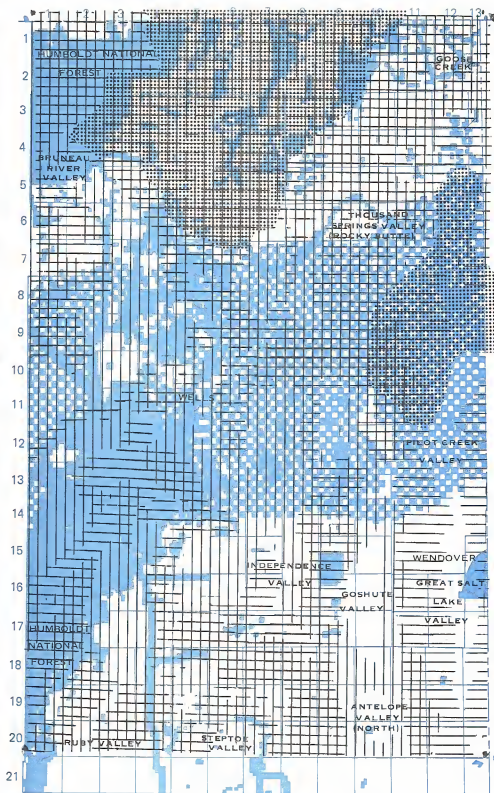 1 2 3 11 12 13
1
HUMBOLDT NATIONAL
FOREST
GOOSE
CREEK
2
3
4
BRUNEAU
RIVER
VALLEY
5
6
THOUSAND
SPRINGS VALLEY
(ROCKY BUTTE)
7
8
9
10
WELLS
11
12
PILOT CREEK
VALLEY
13
14
15
INDEPENDENCE
VALLEY
WENDOVER
16
GREAT SALT
LAKE
VALLEY
GOSHUTE
VALLEY
17
HUMBOLDT
NATIONAL
FOREST
18
19
ANTELOPE
VALLEY
(NORTH)
20
RUBY VALLEY
STEPTOE
VALLEY
21